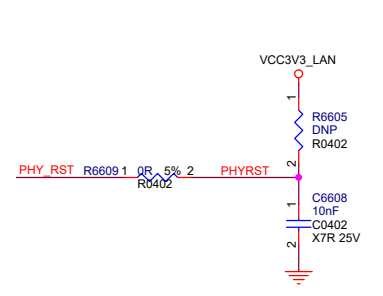 VCC3V3_LAN
1
R6605
DNP
R0402
2
PHY_RST R6609 1 0R 5% 2 PHYRST
R0402
1
C6608
10nF
C0402
X7R 25V
2